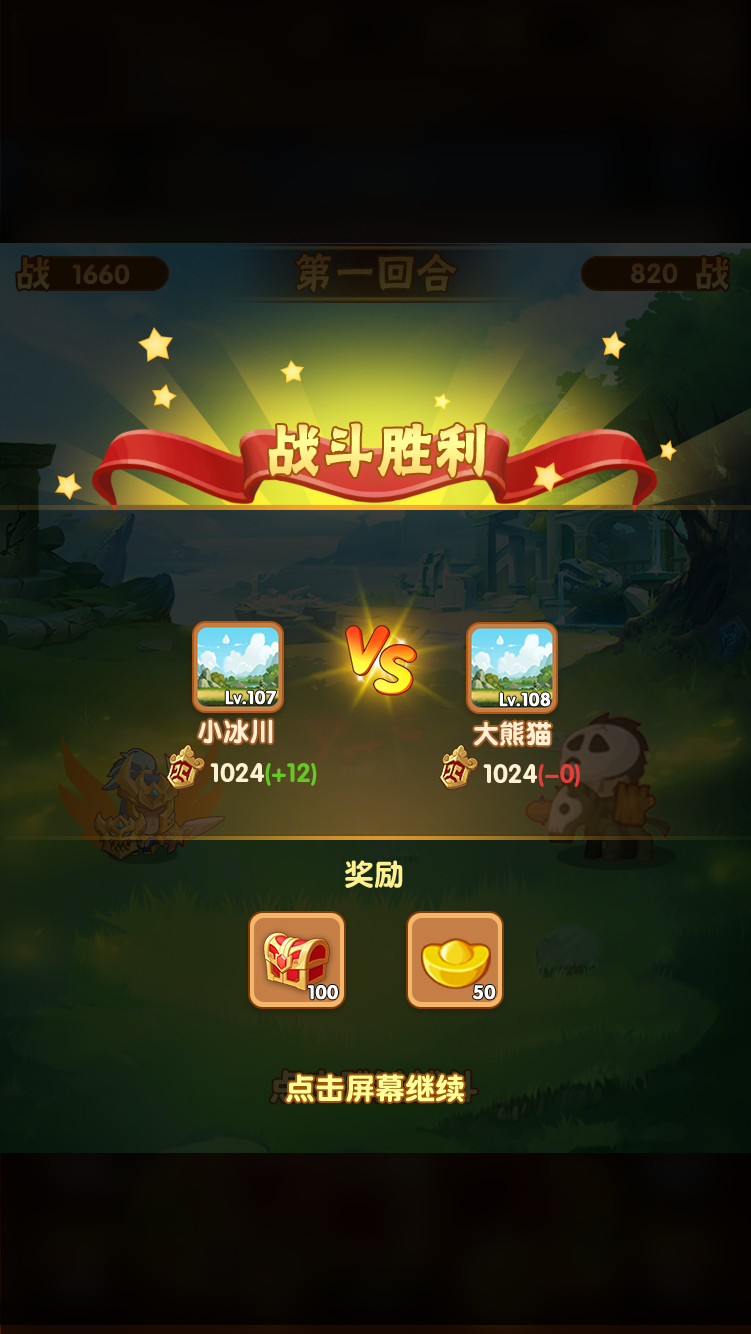 战 1660 第一回合 820 战
战斗胜利
VS
Lv.107 Lv.108
小冰川 大熊猫
1024(+12) 1024(-0)
奖励
100 50
点击屏幕继续